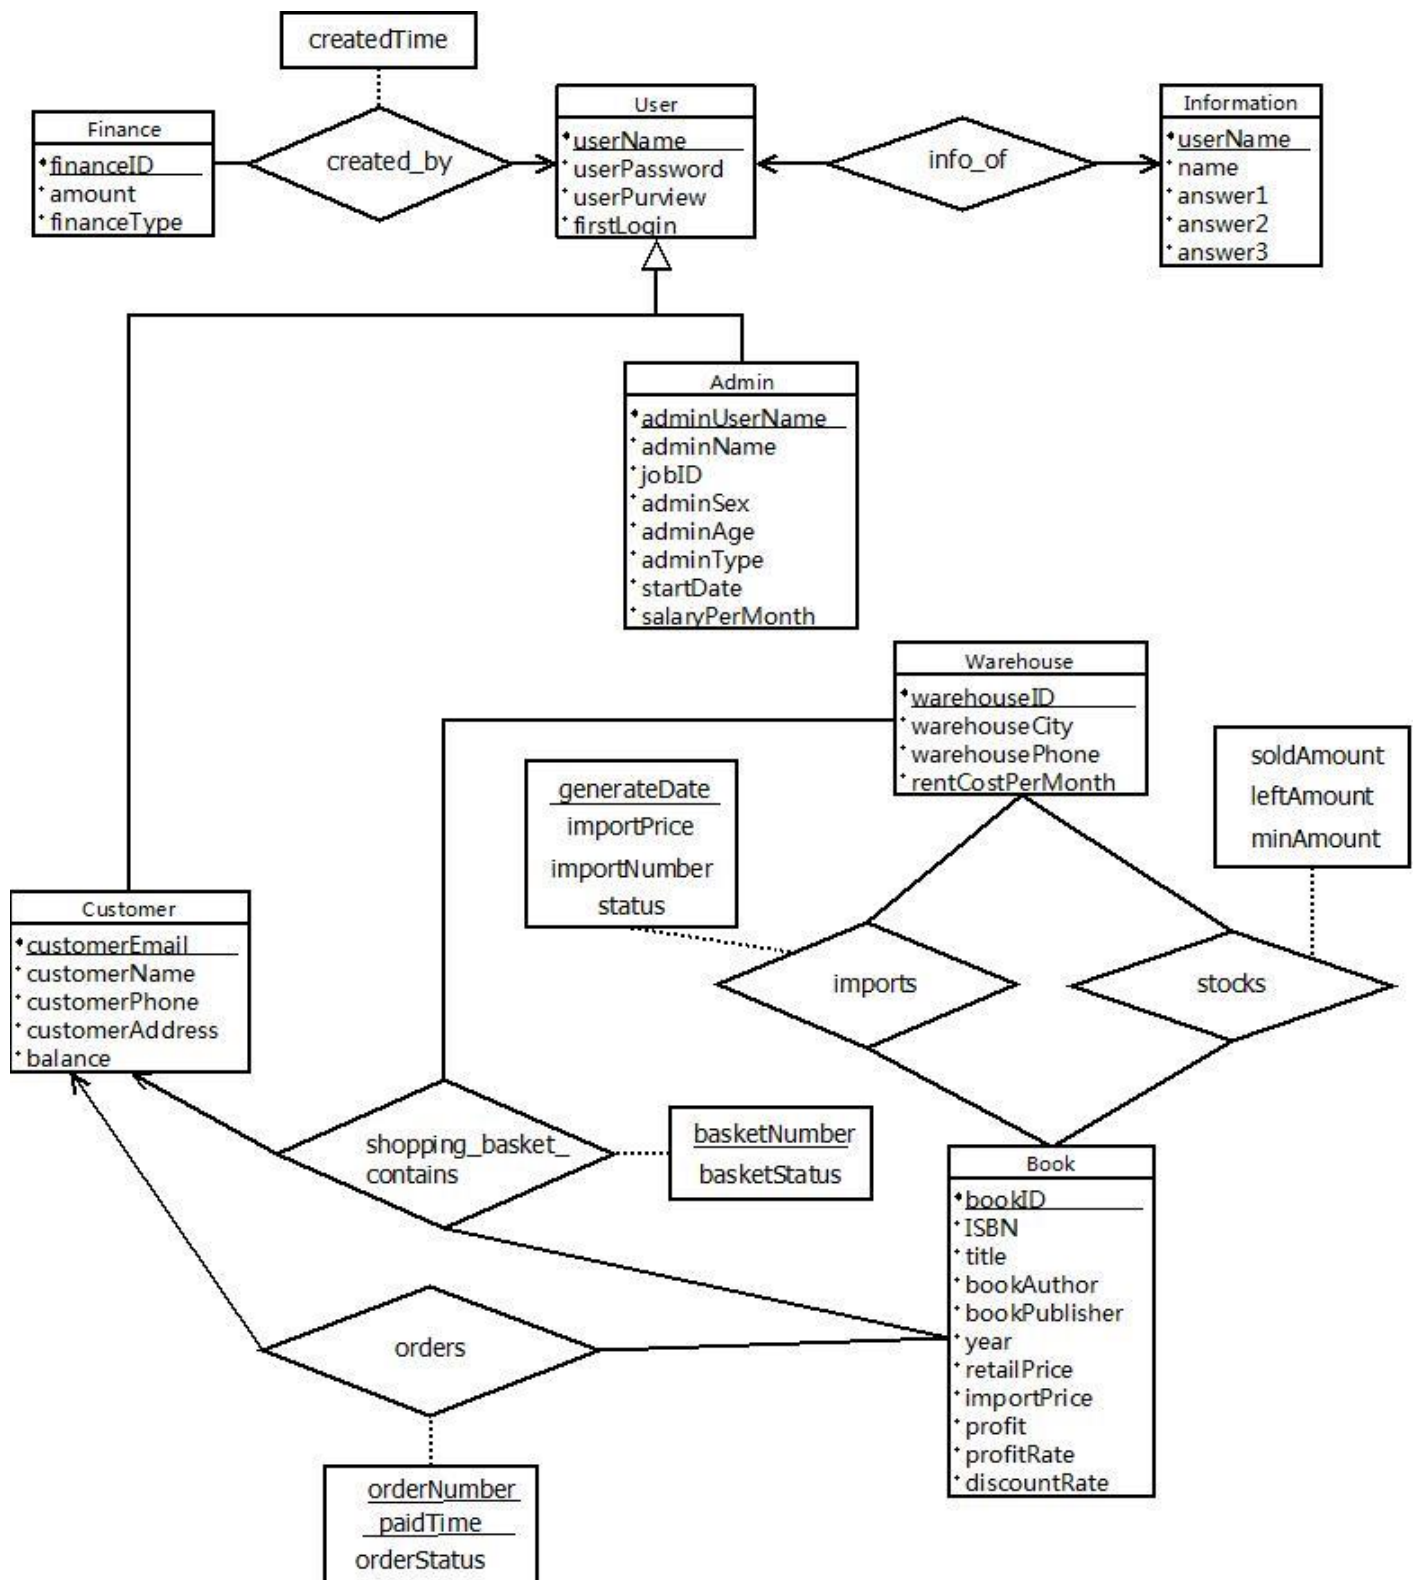 createdTime
Finance
financeID
amount
financeType
created_by
User
userName
userPassword
userPurview
firstLogin
info_of
Information
userName
name
answer1
answer2
answer3
Admin
adminUserName
adminName
jobID
adminSex
adminAge
adminType
startDate
salaryPerMonth
Warehouse
warehouseID
warehouseCity
warehousePhone
rentCostPerMonth
generateDate
importPrice
importNumber
status
soldAmount
leftAmount
minAmount
imports
stocks
Customer
customerEmail
customerName
customerPhone
customerAddress
balance
shopping_basket_
contains
basketNumber
basketStatus
Book
bookID
ISBN
title
bookAuthor
bookPublisher
year
retailPrice
importPrice
profit
profitRate
discountRate
orders
orderNumber
paidTime
orderStatus